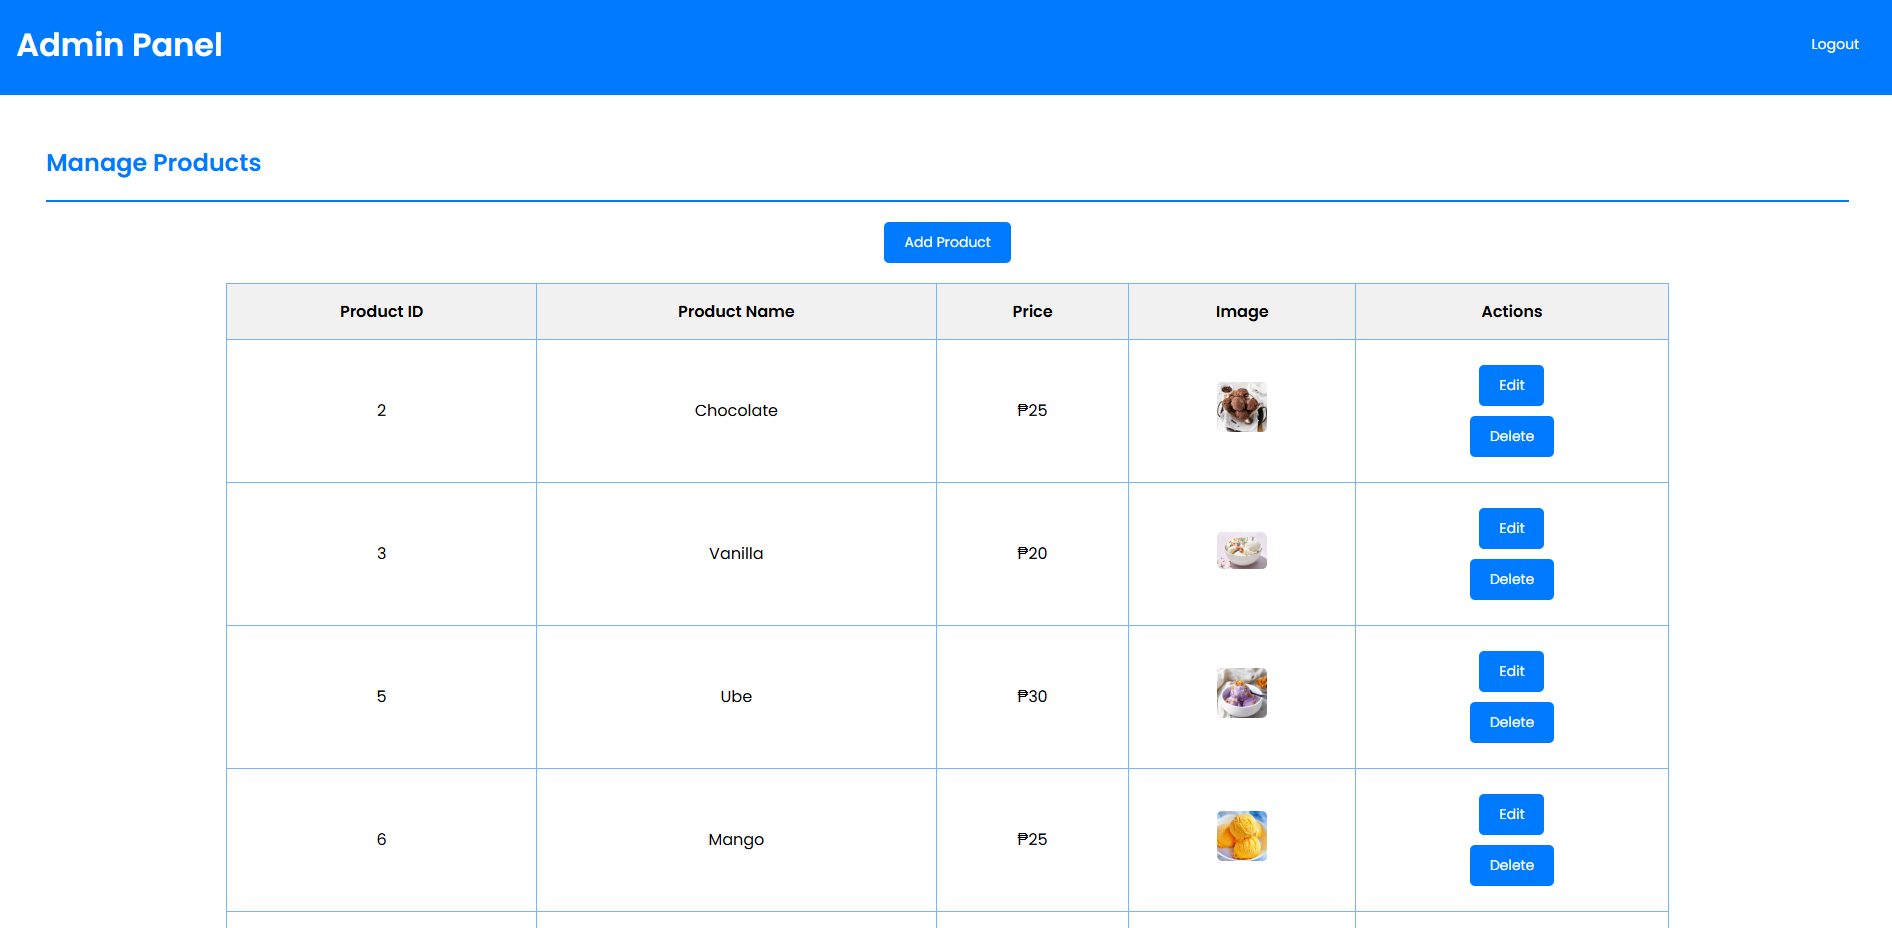 Admin Panel
Logout
Manage Products
Add Product
Product ID Product Name Price Image Actions
2 Chocolate ₱25 Edit
Delete
3 Vanilla ₱20 Edit
Delete
5 Ube ₱30 Edit
Delete
6 Mango ₱25 Edit
Delete